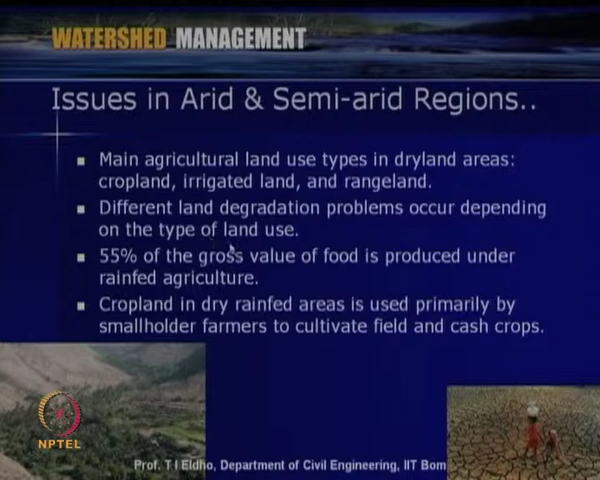 WATERSHED MANAGEMENT
Issues in Arid & Semi-arid Regions..
Main agricultural land use types in dryland areas:
cropland, irrigated land, and rangeland.
Different land degradation problems occur depending
on the type of land use.
55% of the gross value of food is produced under
rainfed agriculture.
Cropland in dry rainfed areas is used primarily by
smallholder farmers to cultivate field and cash crops.
NPTEL
Prof. T I Eldho, Department of Civil Engineering, IIT Bom